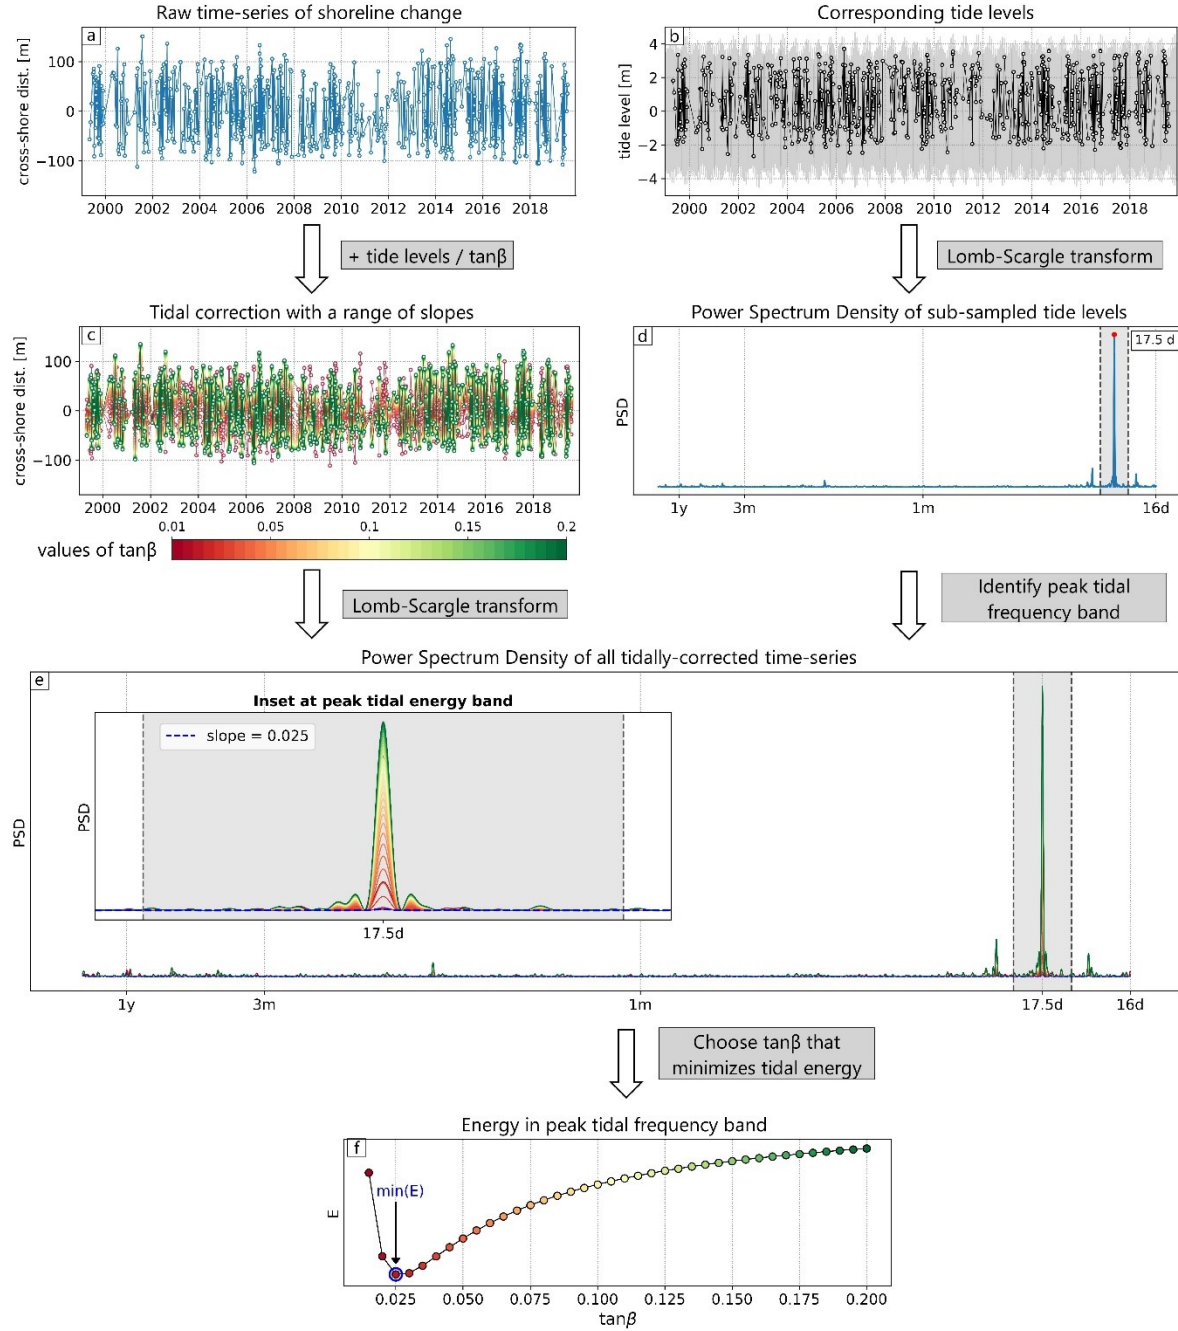 Raw time-series of shoreline change
a
cross-shore dist. [m]
100
0
−100
2000 2002 2004 2006 2008 2010 2012 2014 2016 2018
Corresponding tide levels
b
tide level [m]
4
2
0
−2
−4
2000 2002 2004 2006 2008 2010 2012 2014 2016 2018
+ tide levels / tanβ
Lomb-Scargle transform
Tidal correction with a range of slopes
c
cross-shore dist. [m]
100
0
−100
2000 2002 2004 2006 2008 2010 2012 2014 2016 2018
0.01 0.05 0.1 0.15 0.2
values of tanβ
Power Spectrum Density of sub-sampled tide levels
d
17.5 d
PSD
1y 3m 1m 16d
Lomb-Scargle transform
Identify peak tidal
frequency band
Power Spectrum Density of all tidally-corrected time-series
e
Inset at peak tidal energy band
slope = 0.025
PSD
17.5d
PSD
1y 3m 1m 17.5d 16d
Choose tanβ that
minimizes tidal energy
Energy in peak tidal frequency band
f
min(E)
E
0.025 0.050 0.075 0.100 0.125 0.150 0.175 0.200
tanβ